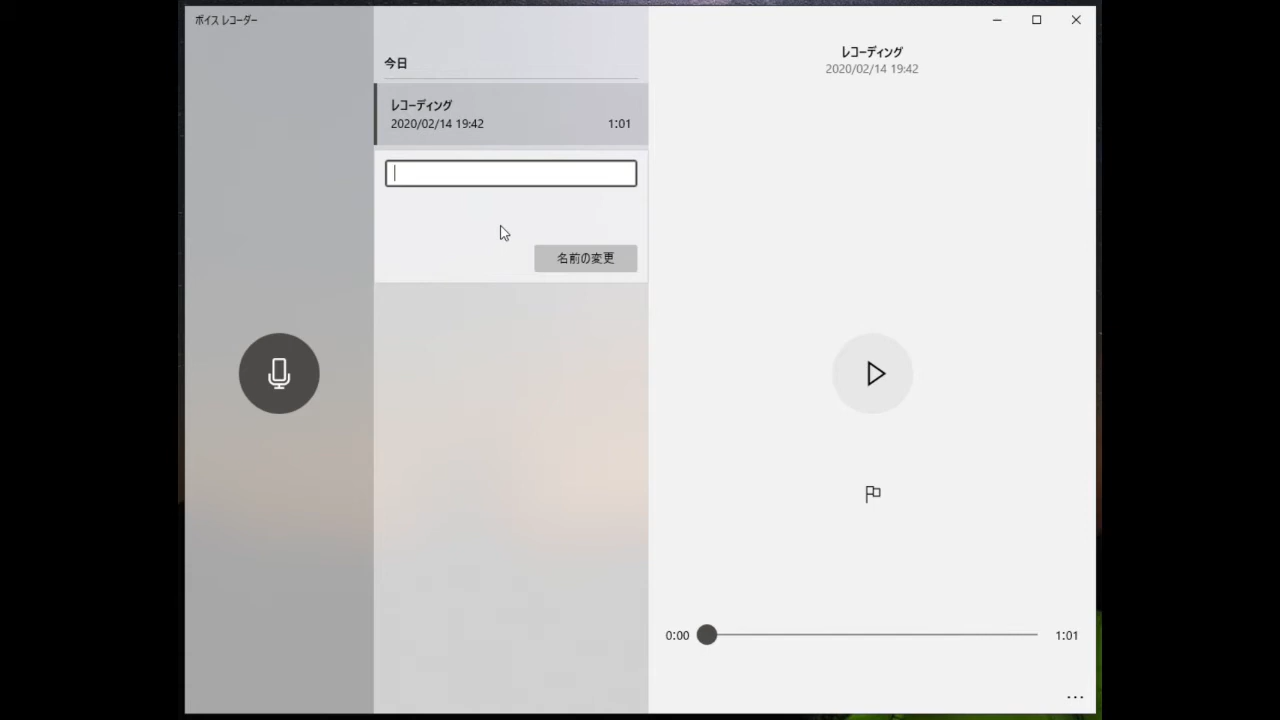 ボイス レコーダー
今日
レコーディング
2020/02/14 19:42 1:01
名前の変更
レコーディング
2020/02/14 19:42
0:00 1:01